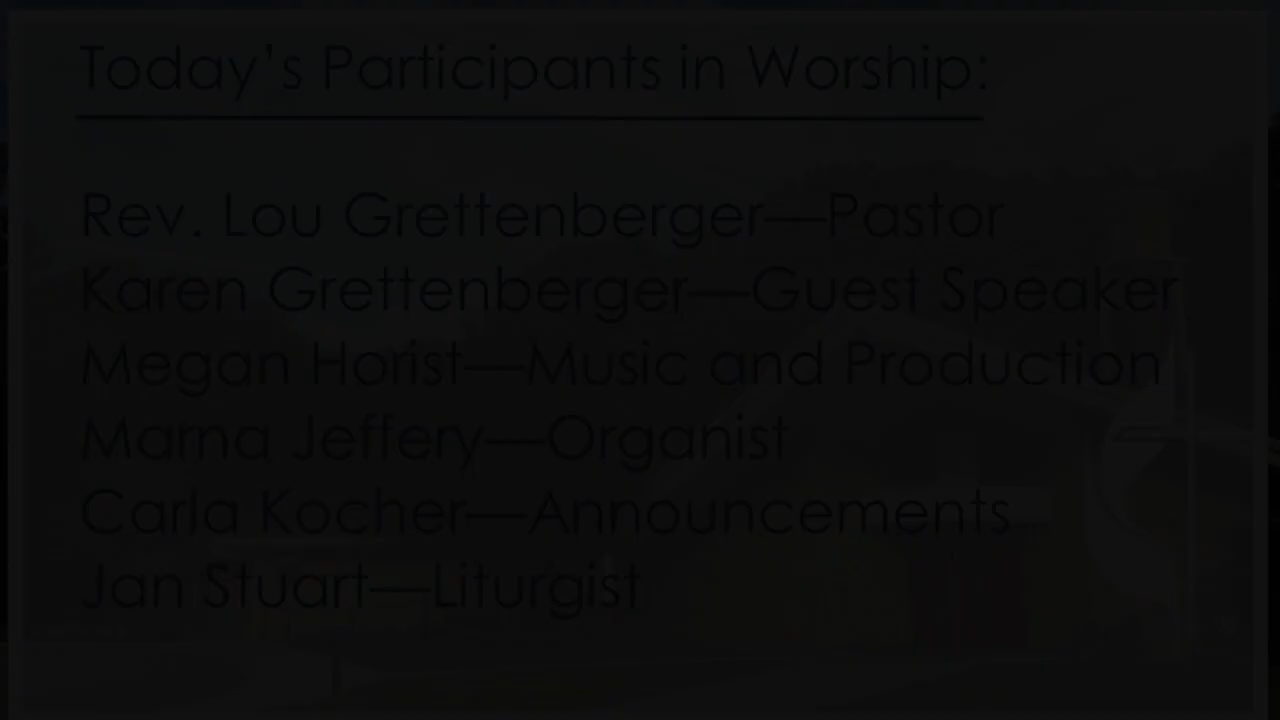 Today's Participants in Worship:
Rev. Lou Grettenberger—Pastor
Karen Grettenberger—Guest Speaker
Megan Horist—Music and Production
Mama Jeffery—Organist
Carla Kocher—Announcements
Jan Stuart—Liturgist